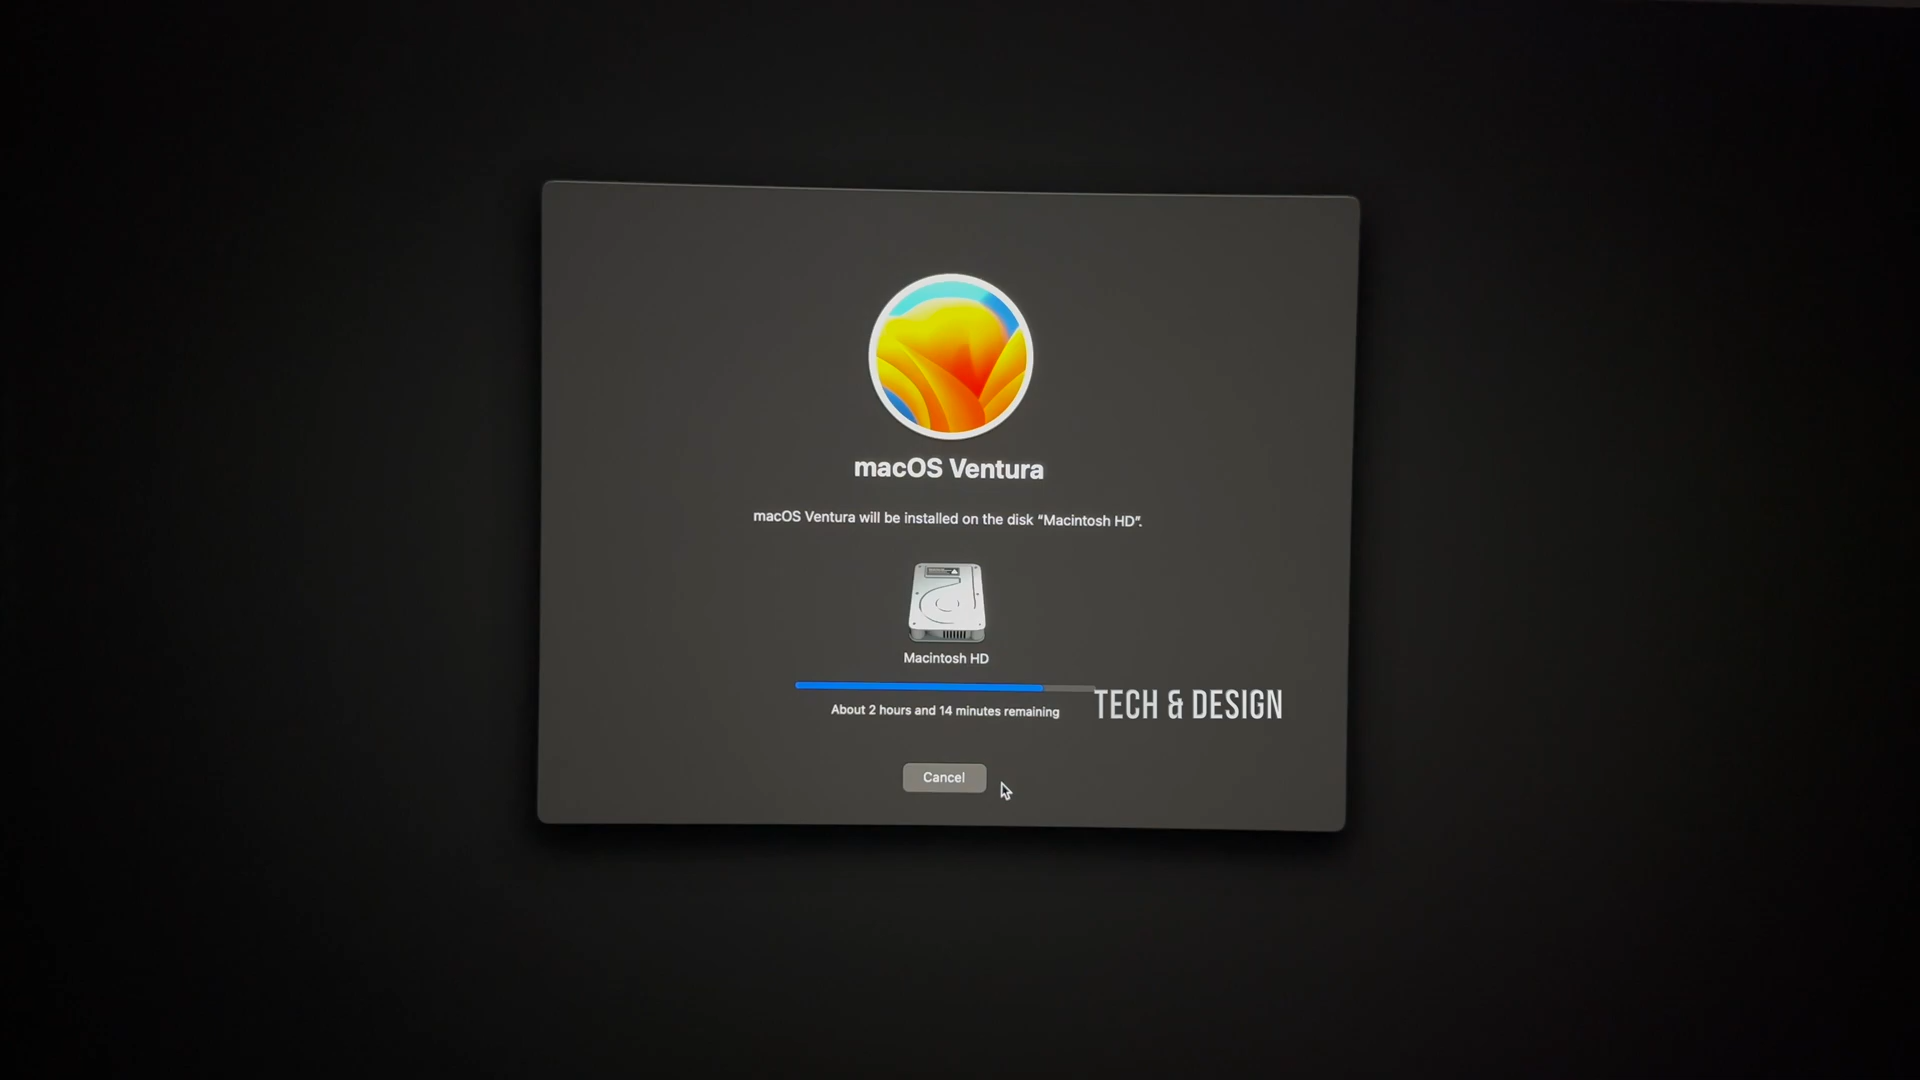 macOS Ventura
macOS Ventura will be installed on the disk “Macintosh HD”.
Macintosh HD
About 2 hours and 14 minutes remaining
TECH & DESIGN
Cancel